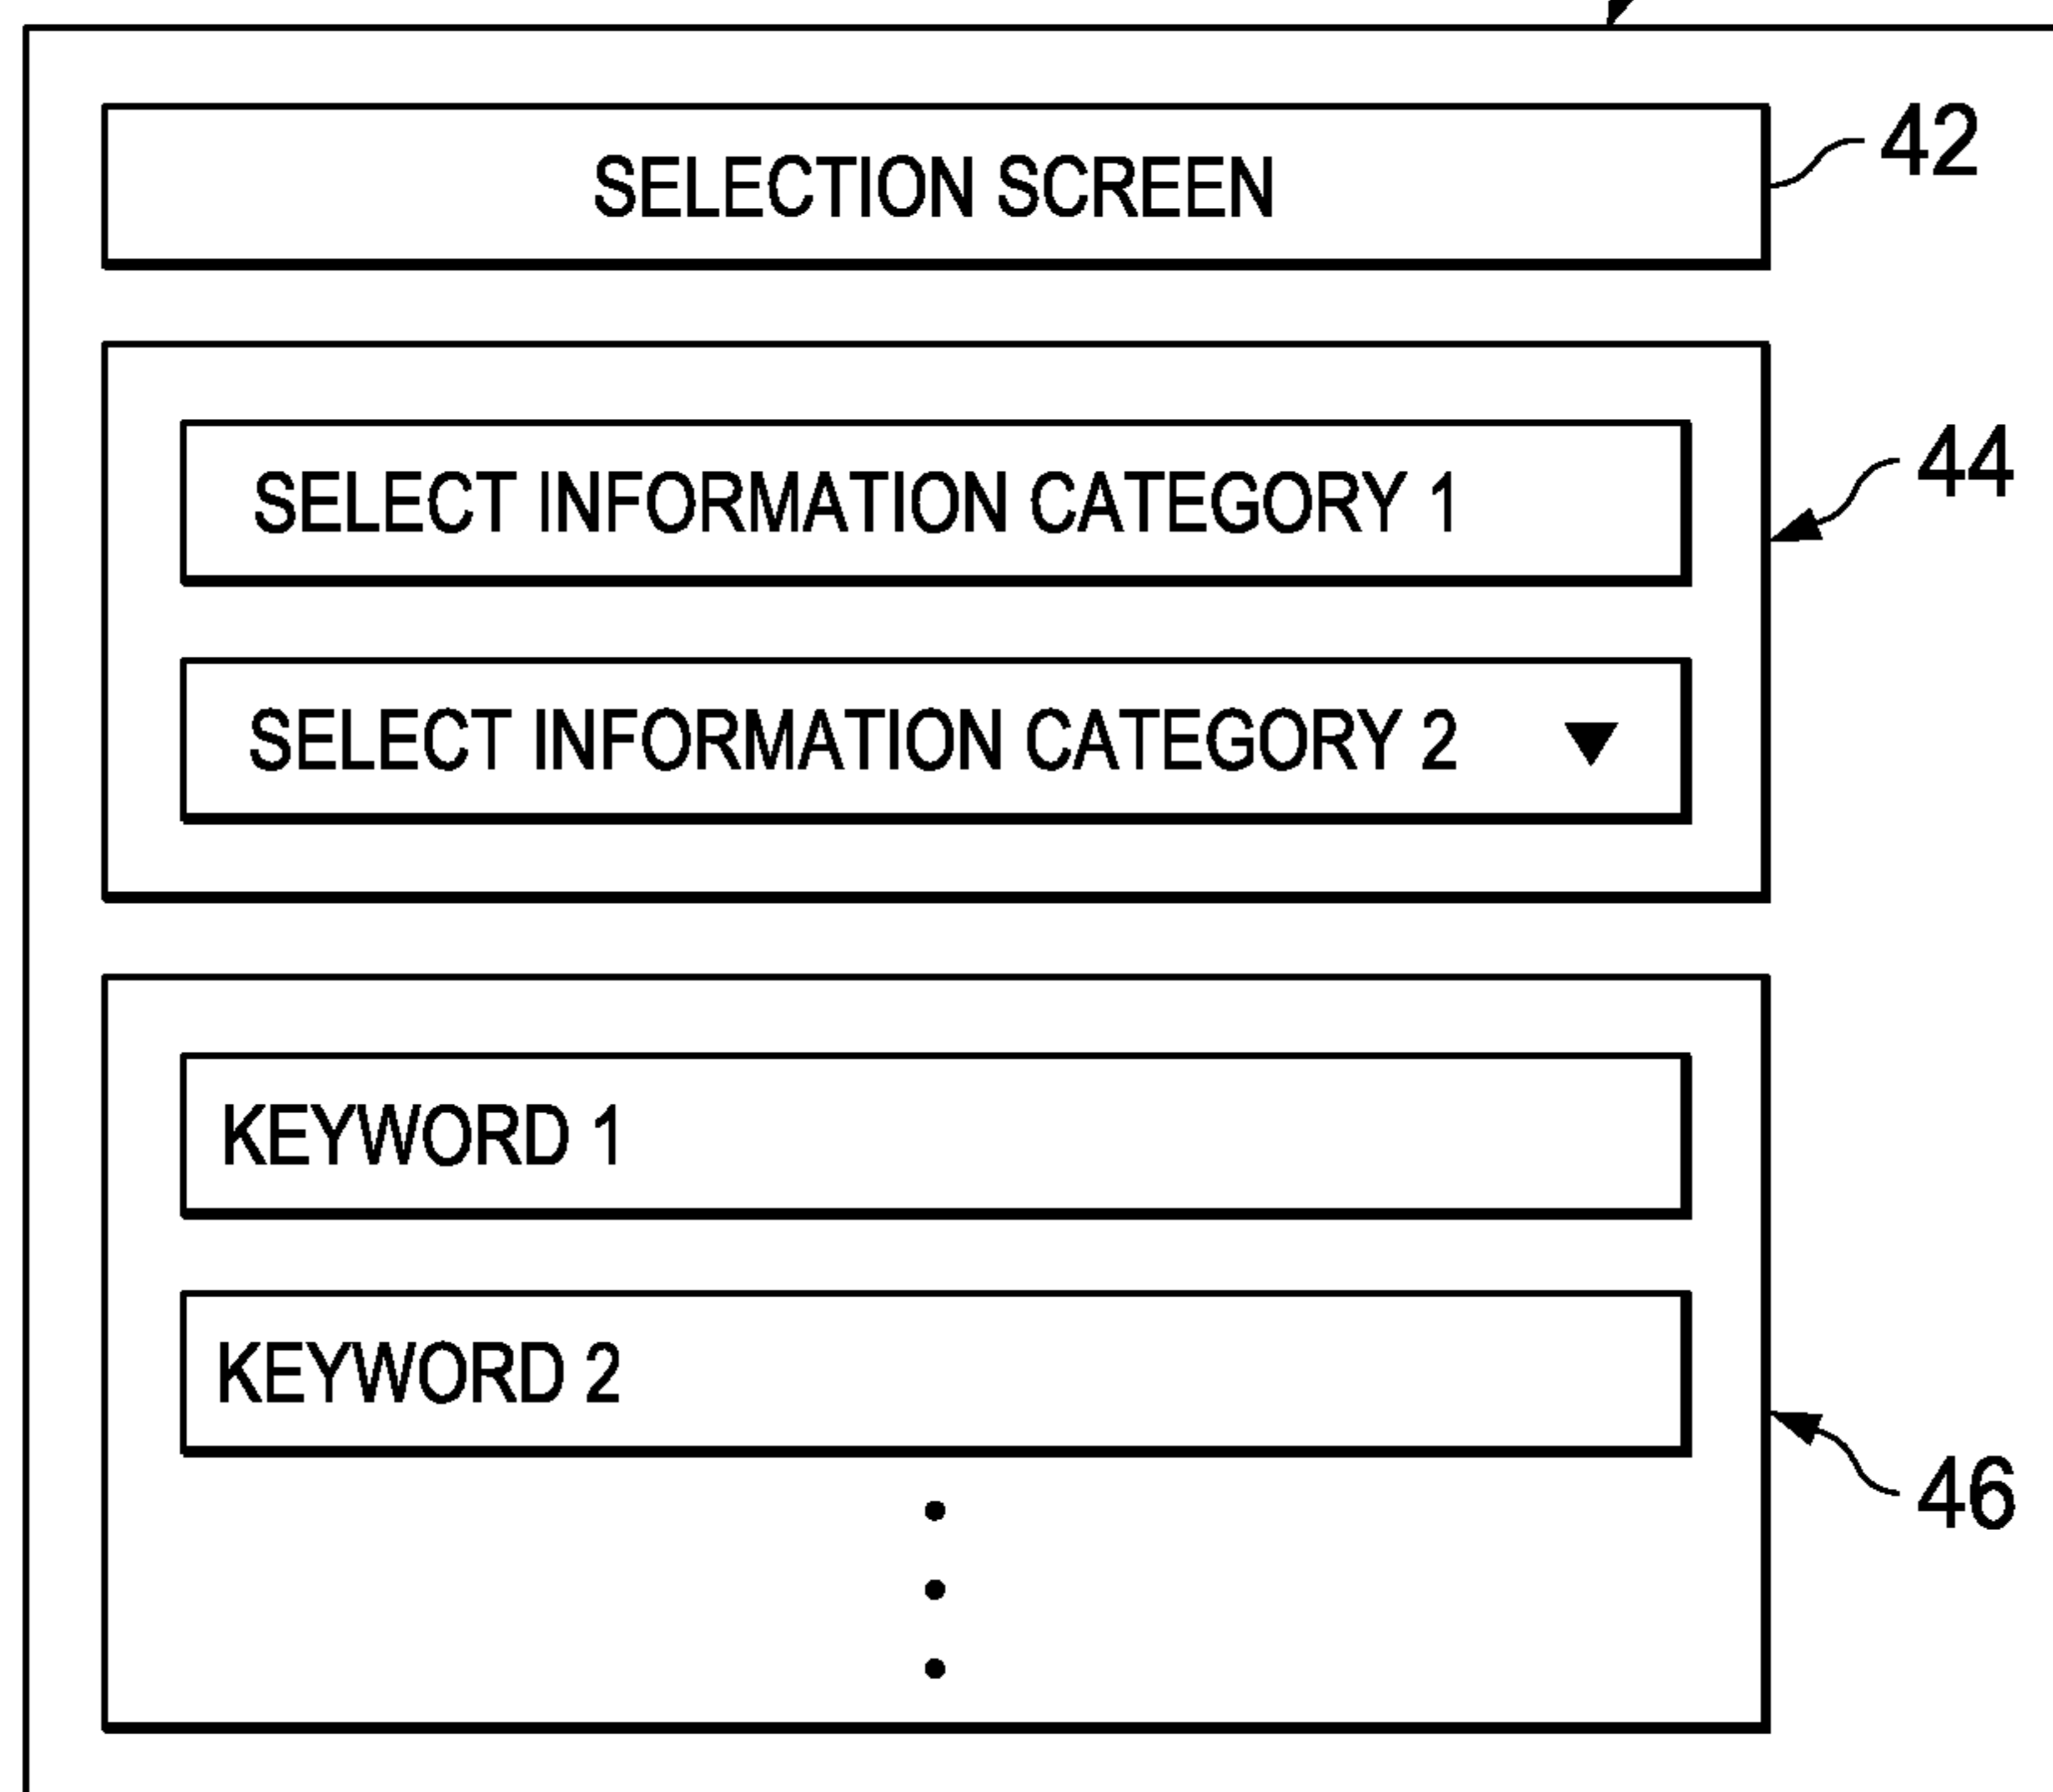 SELECTION SCREEN 42
SELECT INFORMATION CATEGORY 1
44
SELECT INFORMATION CATEGORY 2
KEYWORD 1
KEYWORD 2
46